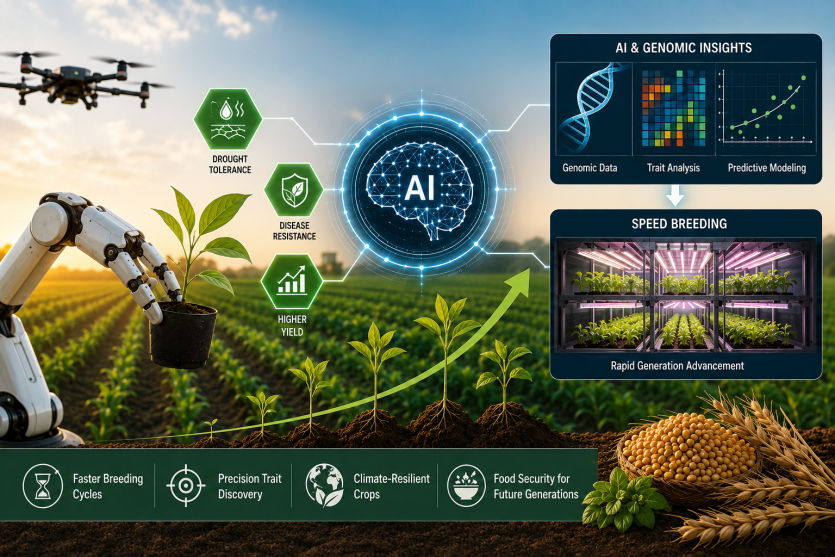 AI & GENOMIC INSIGHTS
Genomic Data
Trait Analysis
Predictive Modeling
DROUGHT
TOLERANCE
AI
DISEASE
RESISTANCE
HIGHER
YIELD
SPEED BREEDING
Rapid Generation Advancement
Faster Breeding
Cycles
Precision Trait
Discovery
Climate-Resilient
Crops
Food Security for
Future Generations